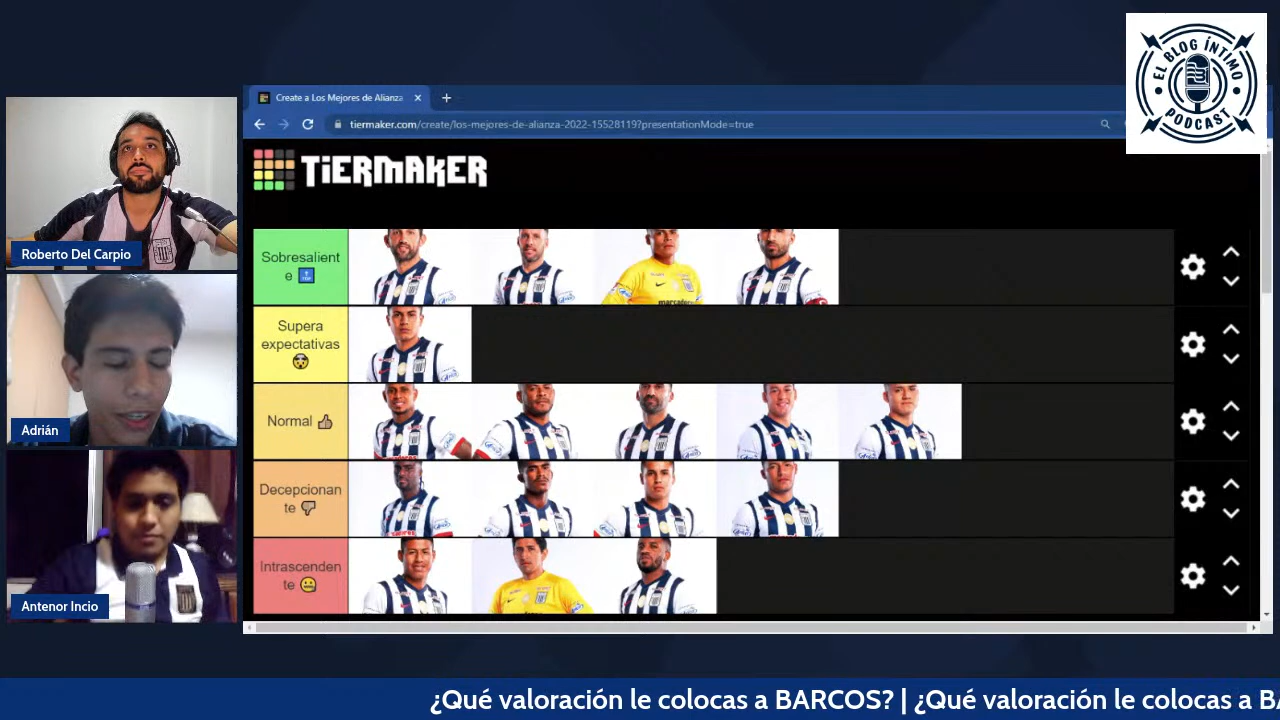 EL BLOG ÍNTIMO
PODCAST
Create a Los Mejores de Alianza
tiermaker.com/create/los-mejores-de-alianza-2022-15528119?presentationMode=true
TiERMAKER
Roberto Del Carpio
Adrián
Antenor Incio
Sobresalient
e
TOP
Supera
expectativas
Normal
Decepcionan
te
Intrascenden
te
¿Qué valoración le colocas a BARCOS? | ¿Qué valoración le colocas a BA